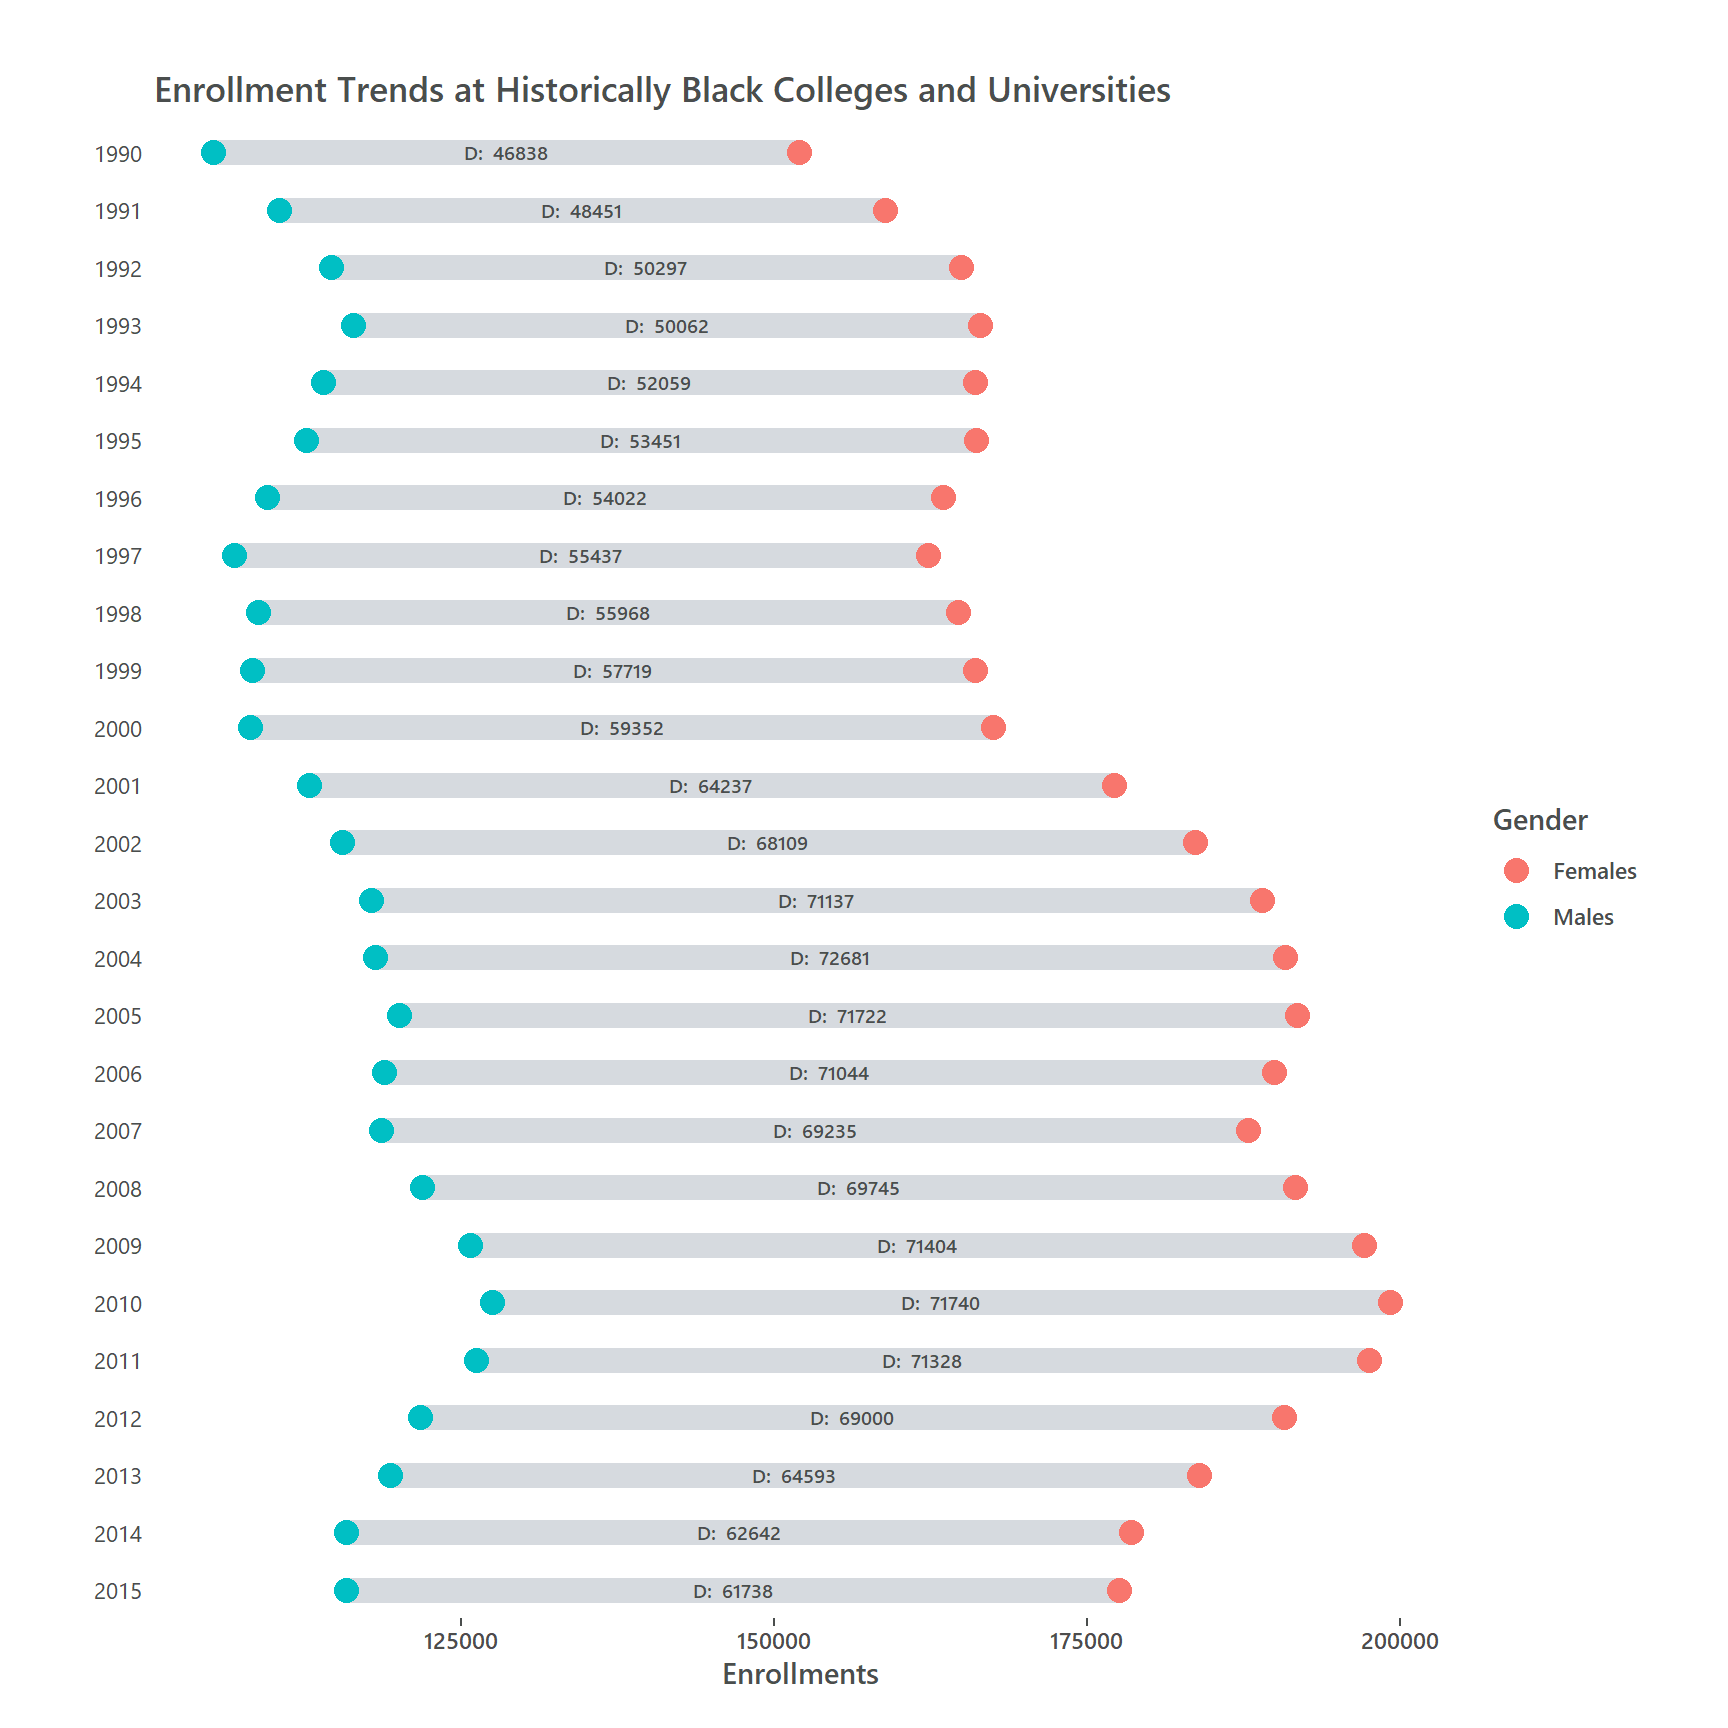 Enrollment Trends at Historically Black Colleges and Universities
1990 D: 46838
1991 D: 48451
1992 D: 50297
1993 D: 50062
1994 D: 52059
1995 D: 53451
1996 D: 54022
1997 D: 55437
1998 D: 55968
1999 D: 57719
2000 D: 59352
2001 D: 64237
2002 D: 68109
2003 D: 71137
2004 D: 72681
2005 D: 71722
2006 D: 71044
2007 D: 69235
2008 D: 69745
2009 D: 71404
2010 D: 71740
2011 D: 71328
2012 D: 69000
2013 D: 64593
2014 D: 62642
2015 D: 61738
125000 150000 175000 200000
Enrollments
Gender
Females
Males